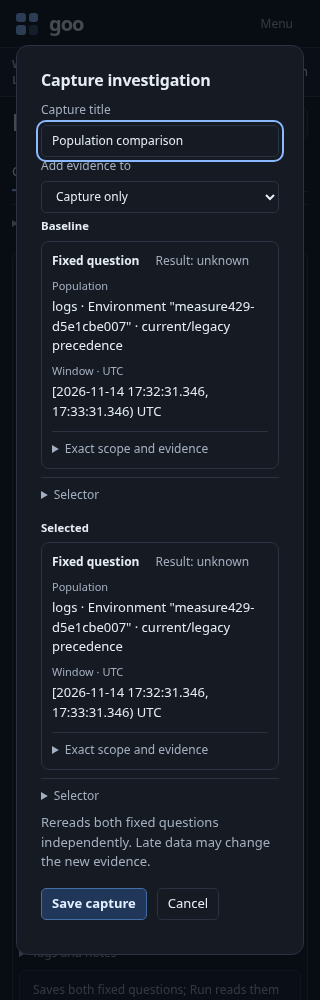 goo
Menu
Capture investigation
Capture title
Population comparison
Add evidence to
Capture only
Baseline
Fixed question Result: unknown
Population
logs · Environment "measure429-
d5e1cbe007" · current/legacy
precedence
Window · UTC
[2026-11-14 17:32:31.346,
17:33:31.346) UTC
Exact scope and evidence
Selector
Selected
Fixed question Result: unknown
Population
logs · Environment "measure429-
d5e1cbe007" · current/legacy
precedence
Window · UTC
[2026-11-14 17:32:31.346,
17:33:31.346) UTC
Exact scope and evidence
Selector
Rereads both fixed questions
independently. Late data may change
the new evidence.
Save capture Cancel
Saves both fixed questions; Run reads them